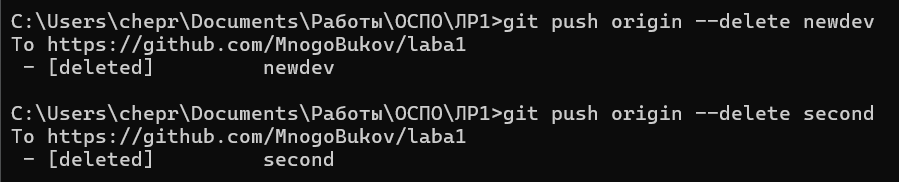 C:\Users\chepr\Documents\Работы\ОСПО\ЛР1>git push origin --delete newdev
To https://github.com/MnogoBukov/laba1
 - [deleted]         newdev

C:\Users\chepr\Documents\Работы\ОСПО\ЛР1>git push origin --delete second
To https://github.com/MnogoBukov/laba1
 - [deleted]         second